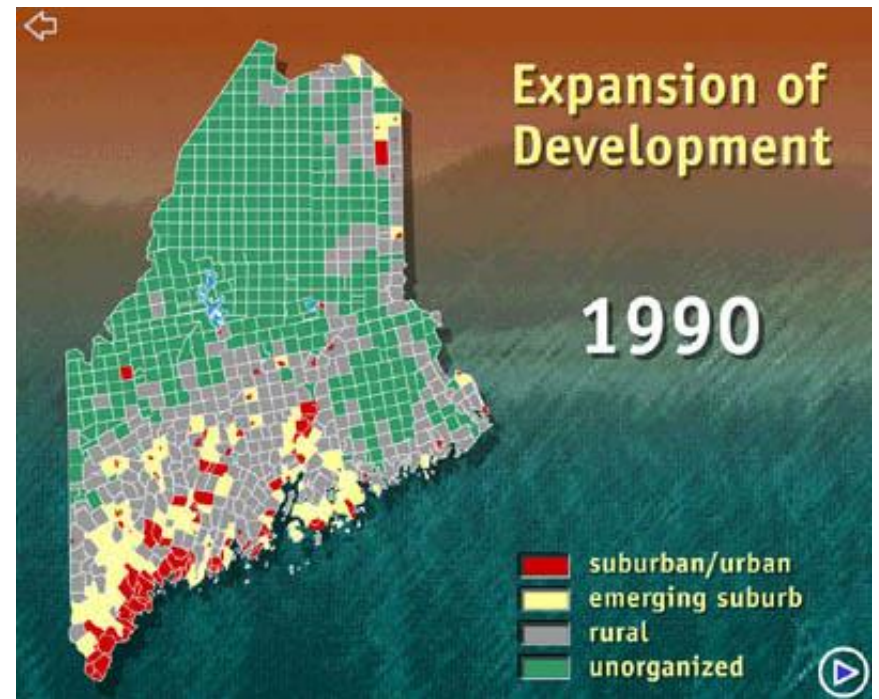 Expansion of
Development
1990
suburban/urban
emerging suburb
rural
unorganized